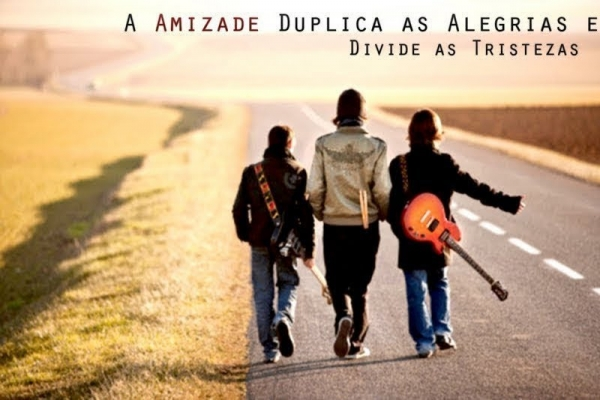 A Amizade Duplica as Alegrias e
Divide as Tristezas